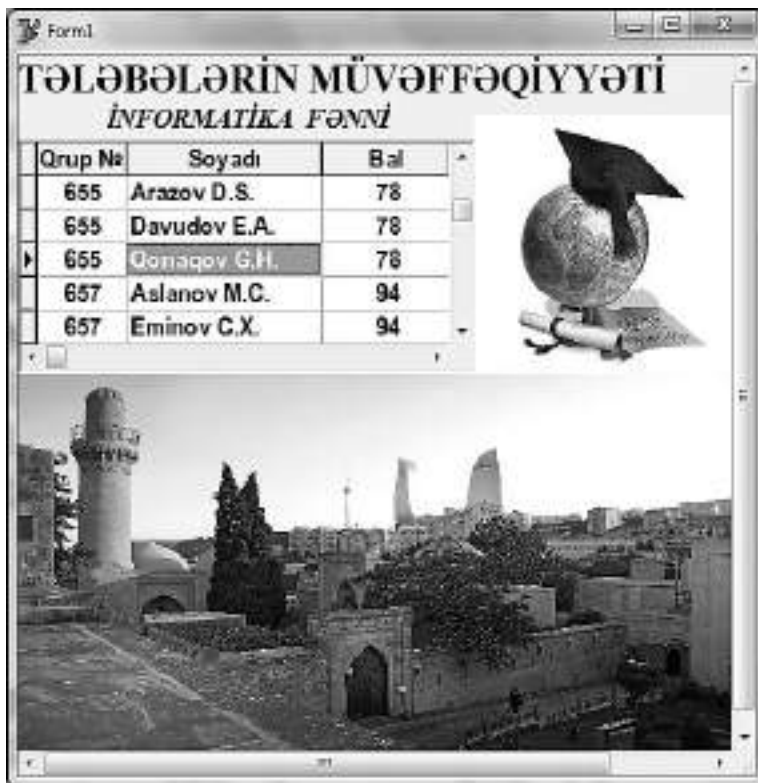 Form1
TƏLƏBƏLƏRİN MÜVƏFFƏQİYYƏTİ
İNFORMATİKA FƏNNİ
Qrup № Soyadı Bal
655 Arazov D.S. 78
655 Davudov E.A. 78
655 Qonaqov G.H. 78
657 Aslanov M.C. 94
657 Eminov C.X. 94